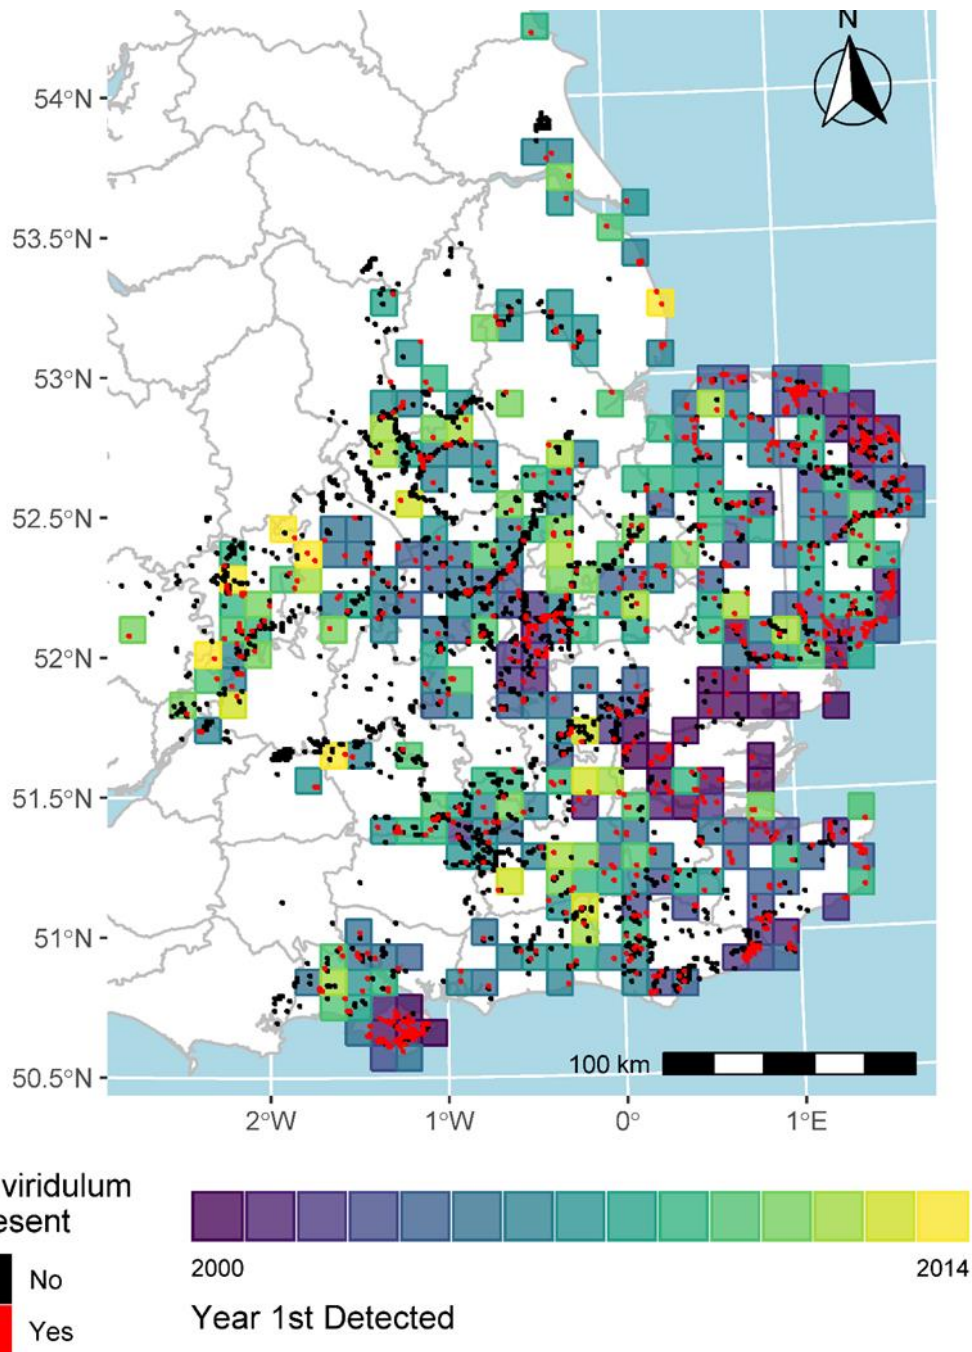 N
54°N
53.5°N
53°N
52.5°N
52°N
51.5°N
51°N
50.5°N
100 km
2°W
1°W
0°
1°E
viridulum
esent
No
Yes
2000
2014
Year 1st Detected